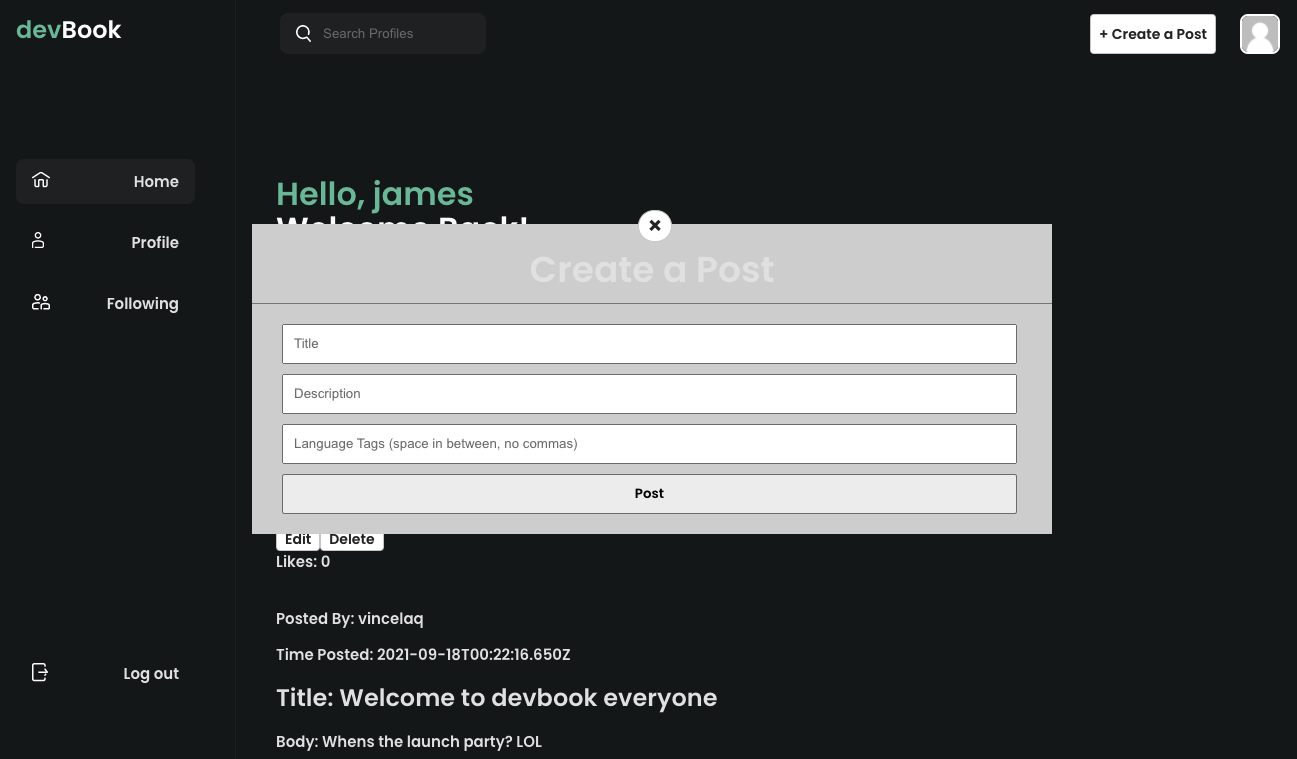 devBook
Search Profiles
+ Create a Post
Home
Profile
Following
Log out
Hello, james
Welcome Back!
Create a Post
Title
Description
Language Tags (space in between, no commas)
Post
Edit Delete
Likes: 0
Posted By: vincelaq
Time Posted: 2021-09-18T00:22:16.650Z
Title: Welcome to devbook everyone
Body: Whens the launch party? LOL